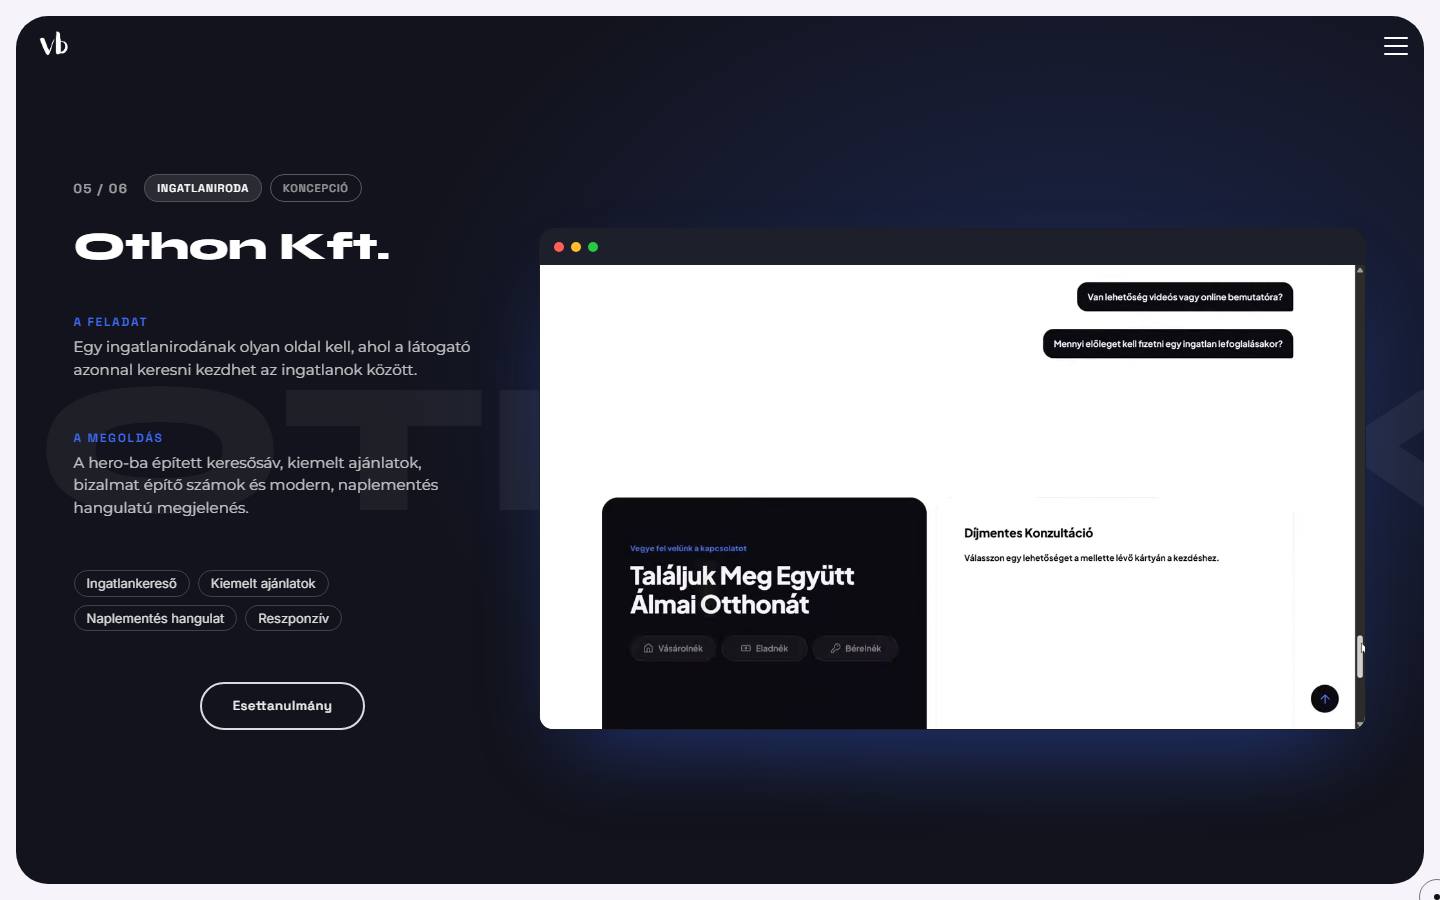 vb
05 / 06
INGATLANIRODA
KONCEPCIÓ
Othon Kft.
A FELADAT
Egy ingatlanirodának olyan oldal kell, ahol a látogató
azonnal keresni kezdhet az ingatlanok között.
A MEGOLDÁS
A hero-ba épített keresősáv, kiemelt ajánlatok,
bizalmat építő számok és modern, naplementés
hangulatú megjelenés.
Ingatlankereső
Kiemelt ajánlatok
Naplementés hangulat
Reszponzív
Esettanulmány
Van lehetőség videós vagy online bemutatóra?
Mennyi előleget kell fizetni egy ingatlan lefoglalásakor?
Vegye fel velünk a kapcsolatot
Találjuk Meg Együtt
Álmai Otthonát
Vásárolnék
Eladnék
Bérelnék
Díjmentes Konzultáció
Válasszon egy lehetőséget a mellette lévő kártyán a kezdéshez.